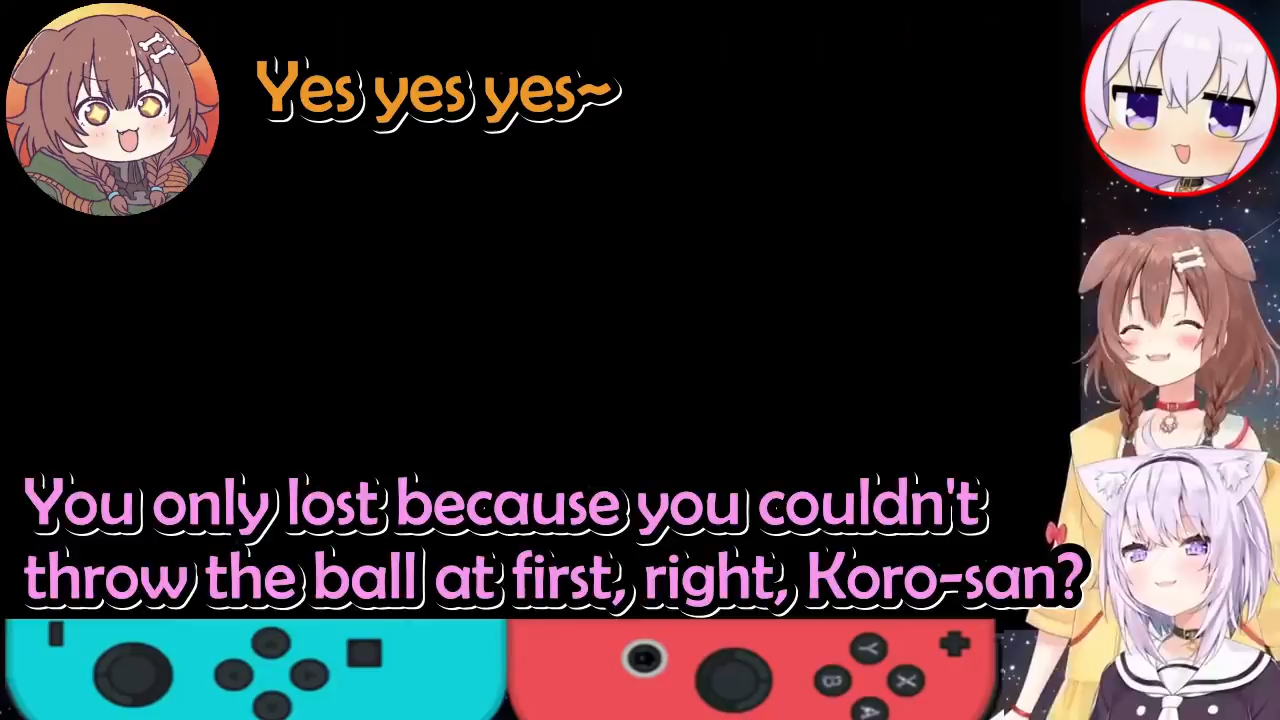 Yes yes yes~
You only lost because you couldn't
throw the ball at first, right, Koro-san?
Y
B
X
A